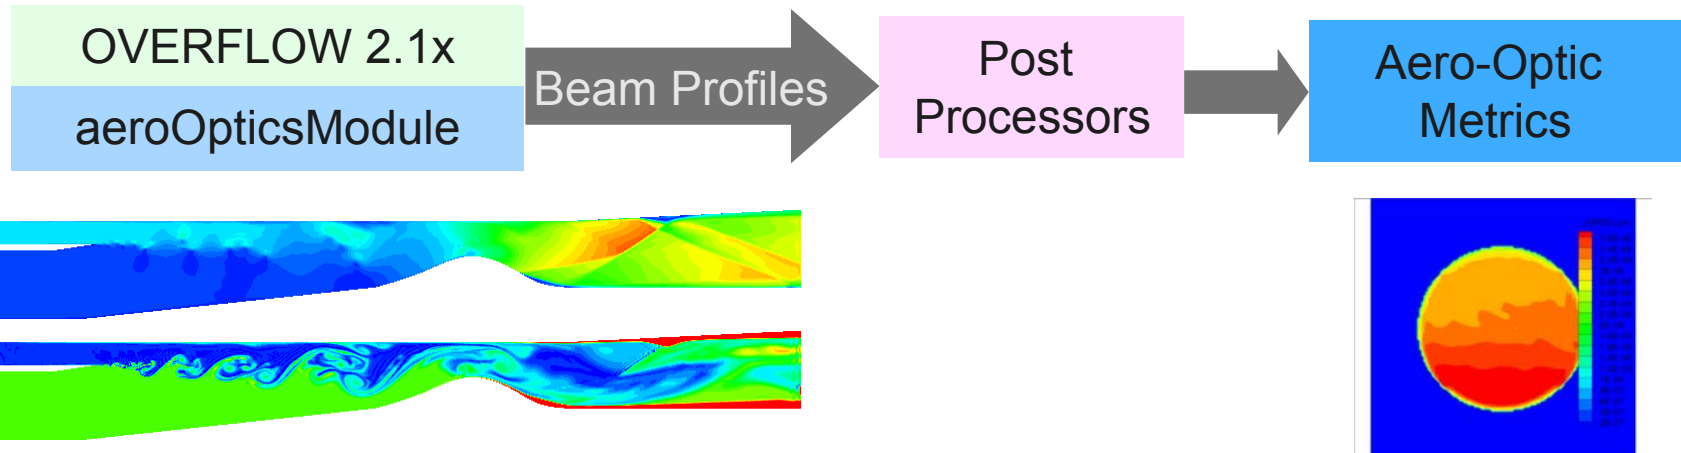 OVERFLOW 2.1x
aeroOpticsModule
Beam Profiles
Post
Processors
Aero-Optic
Metrics